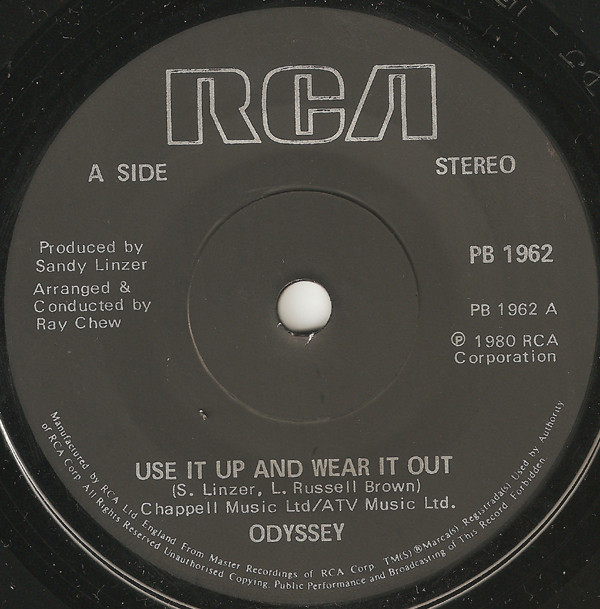 RCA
A SIDE
STEREO
Produced by
Sandy Linzer
Arranged &
Conducted by
Ray Chew
PB 1962
PB 1962 A
℗ 1980 RCA
Corporation
USE IT UP AND WEAR IT OUT
(S. Linzer, L. Russell Brown)
Chappell Music Ltd/ATV Music Ltd.
ODYSSEY
Manufactured by RCA Ltd England From Master Recordings of RCA Corp TM(S) ®Marca(s) Registrada(s) Used by Authority
of RCA Corp All Rights Reserved Unauthorised Copying, Public Performance and Broadcasting of This Record Forbidden.